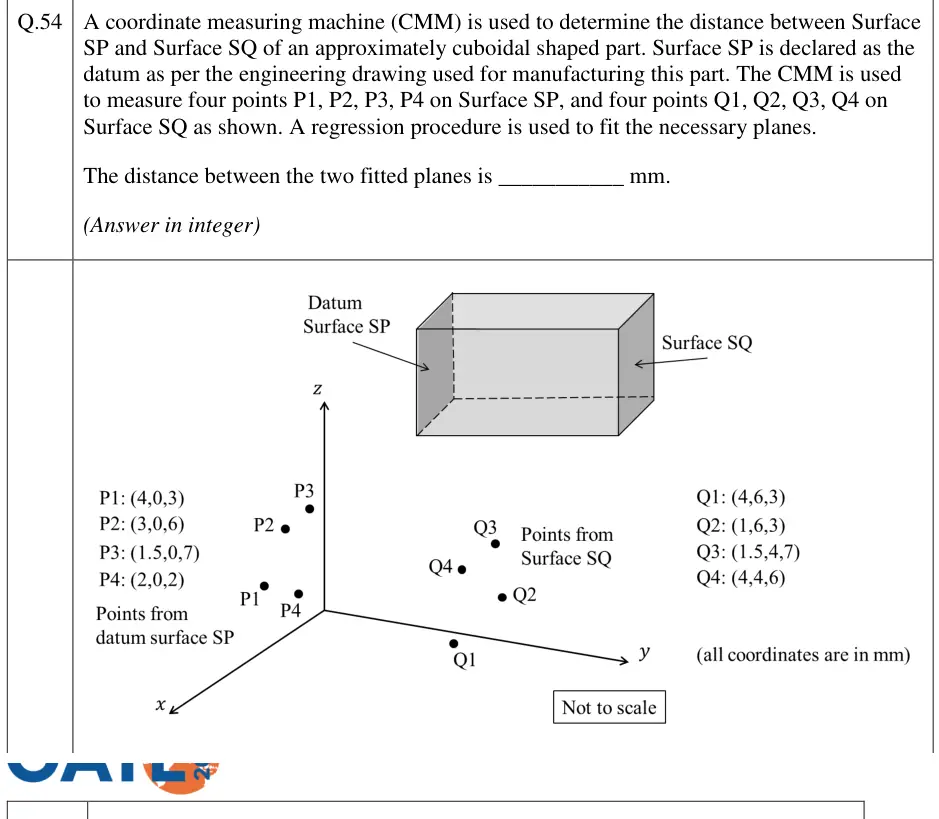 Q.54 A coordinate measuring machine (CMM) is used to determine the distance between Surface
SP and Surface SQ of an approximately cuboidal shaped part. Surface SP is declared as the
datum as per the engineering drawing used for manufacturing this part. The CMM is used
to measure four points P1, P2, P3, P4 on Surface SP, and four points Q1, Q2, Q3, Q4 on
Surface SQ as shown. A regression procedure is used to fit the necessary planes.
The distance between the two fitted planes is ___________ mm.
(Answer in integer)
Datum
Surface SP
Surface SQ
z
P1: (4,0,3)
P2: (3,0,6)
P3: (1.5,0,7)
P4: (2,0,2)
Points from
datum surface SP
P3
P2
P1
P4
Q3
Q4
Q2
Q1
Points from
Surface SQ
Q1: (4,6,3)
Q2: (1,6,3)
Q3: (1.5,4,7)
Q4: (4,4,6)
y
(all coordinates are in mm)
x
Not to scale